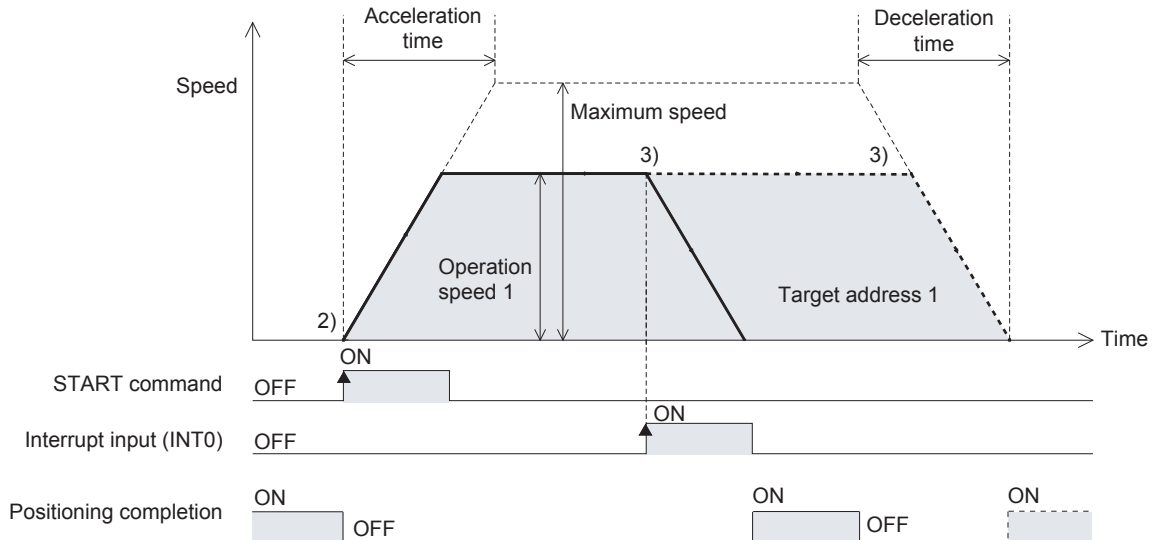 Acceleration
time
Deceleration
time
Speed
Maximum speed
3)
3)
Operation
speed 1
Target address 1
2)
Time
ON
START command
OFF
ON
Interrupt input (INT0)
OFF
ON
ON
ON
Positioning completion
OFF
OFF